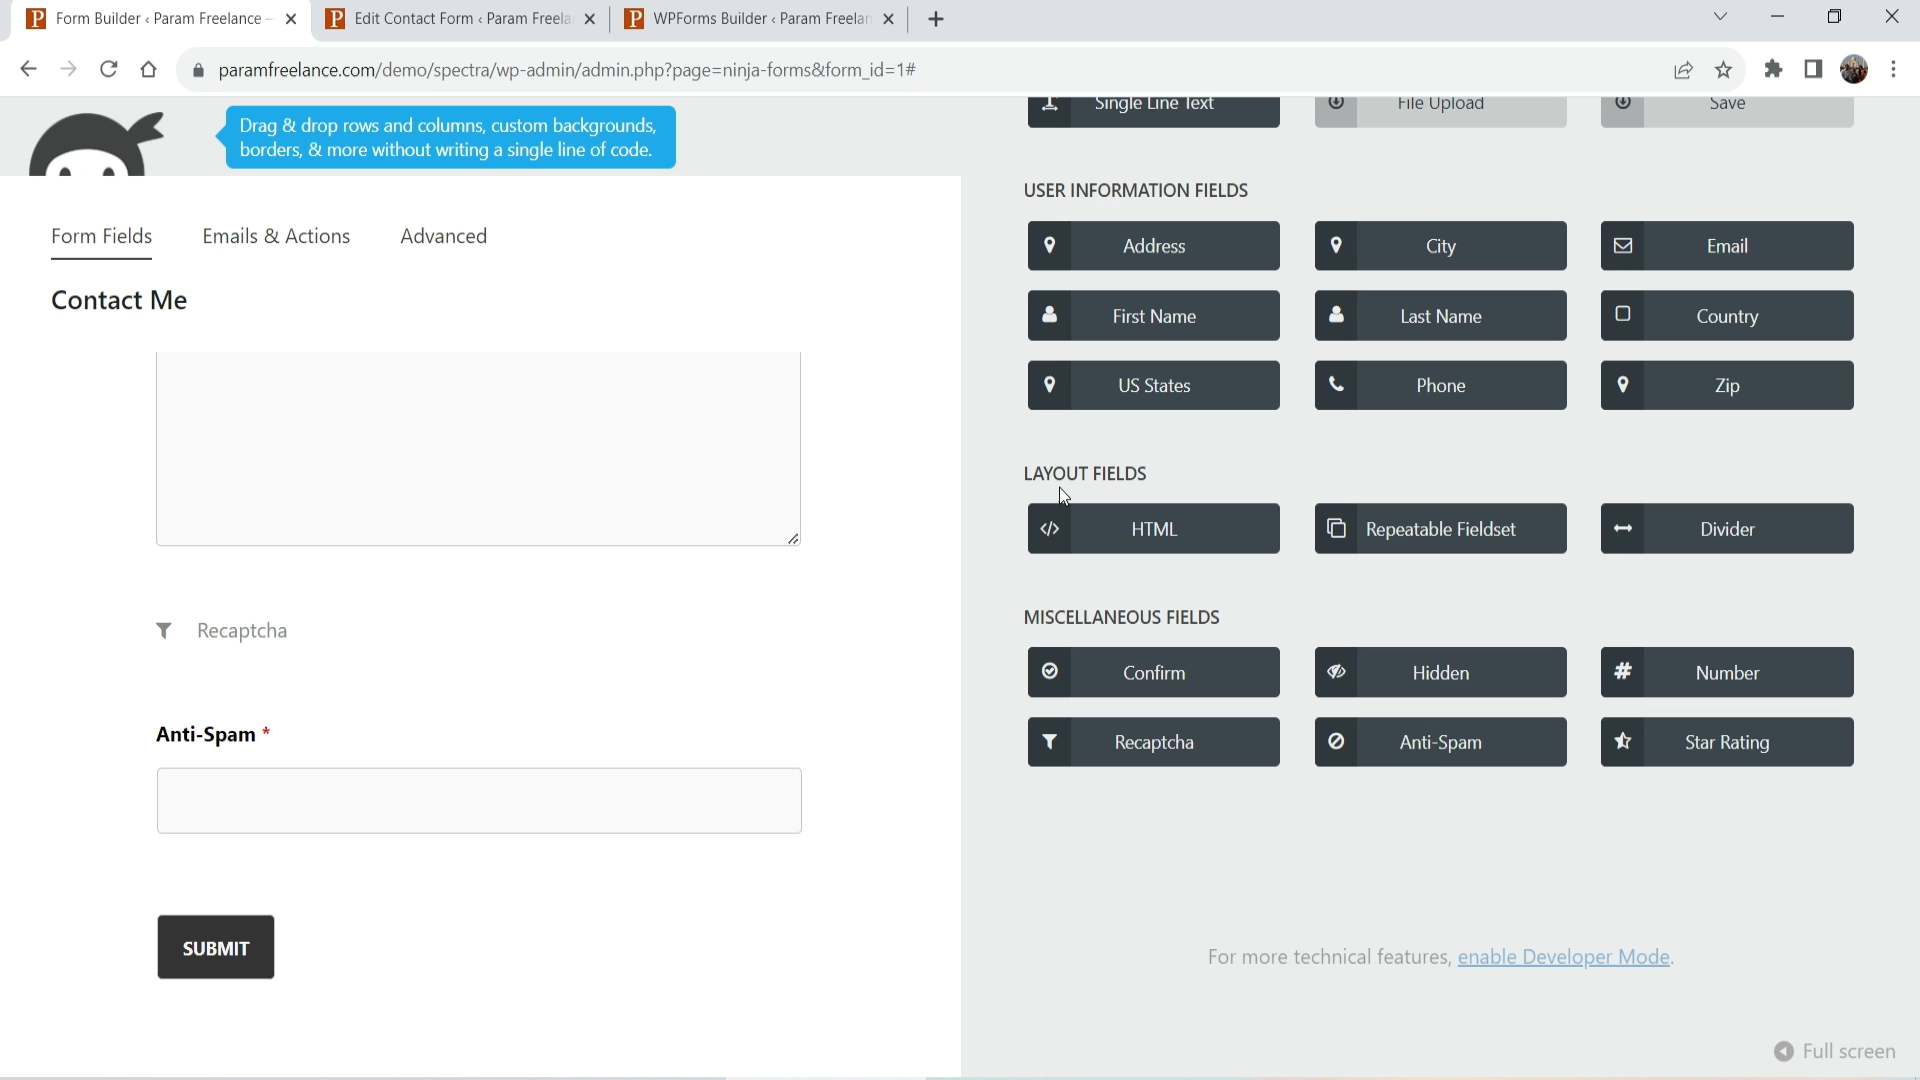 Form Builder ‹ Param Freelance –
Edit Contact Form ‹ Param Freela
WPForms Builder ‹ Param Freelan
paramfreelance.com/demo/spectra/wp-admin/admin.php?page=ninja-forms&form_id=1#
Drag & drop rows and columns, custom backgrounds,
borders, & more without writing a single line of code.
Form Fields
Emails & Actions
Advanced
Contact Me
Recaptcha
Anti-Spam *
SUBMIT
Single Line Text
File Upload
Save
USER INFORMATION FIELDS
Address
City
Email
First Name
Last Name
Country
US States
Phone
Zip
LAYOUT FIELDS
HTML
Repeatable Fieldset
Divider
MISCELLANEOUS FIELDS
Confirm
Hidden
Number
Recaptcha
Anti-Spam
Star Rating
For more technical features, enable Developer Mode.
Full screen